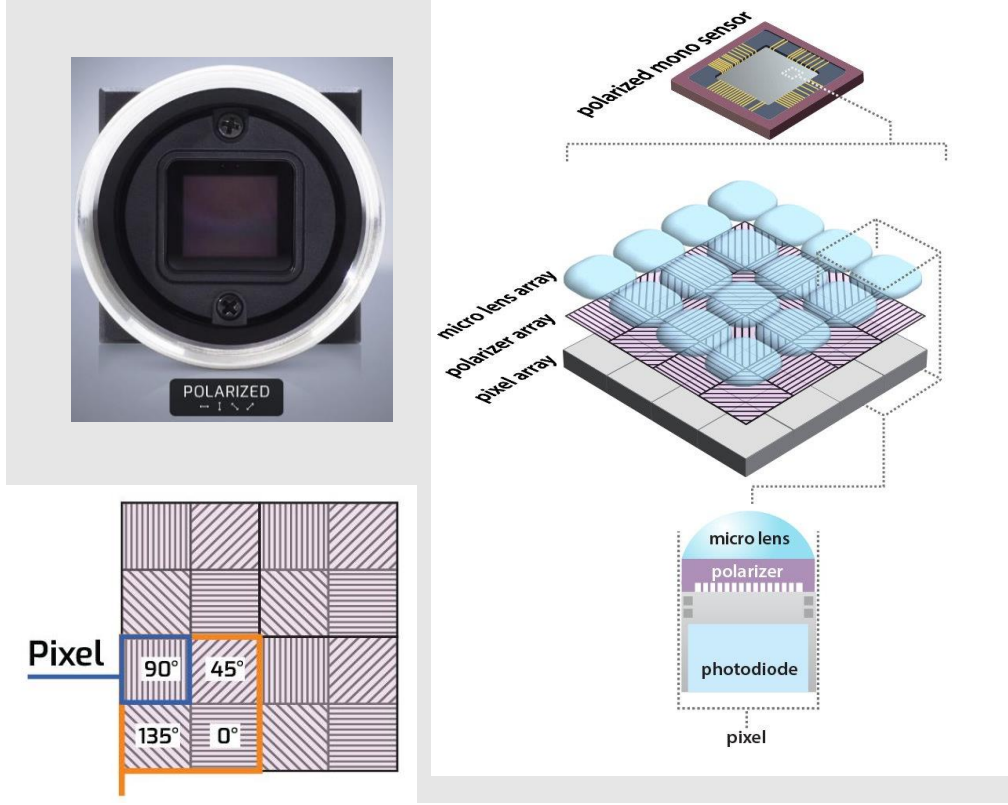 POLARIZED
polarized mono sensor
micro lens array
polarizer array
pixel array
micro lens
polarizer
photodiode
pixel
Pixel
90° 45°
135° 0°